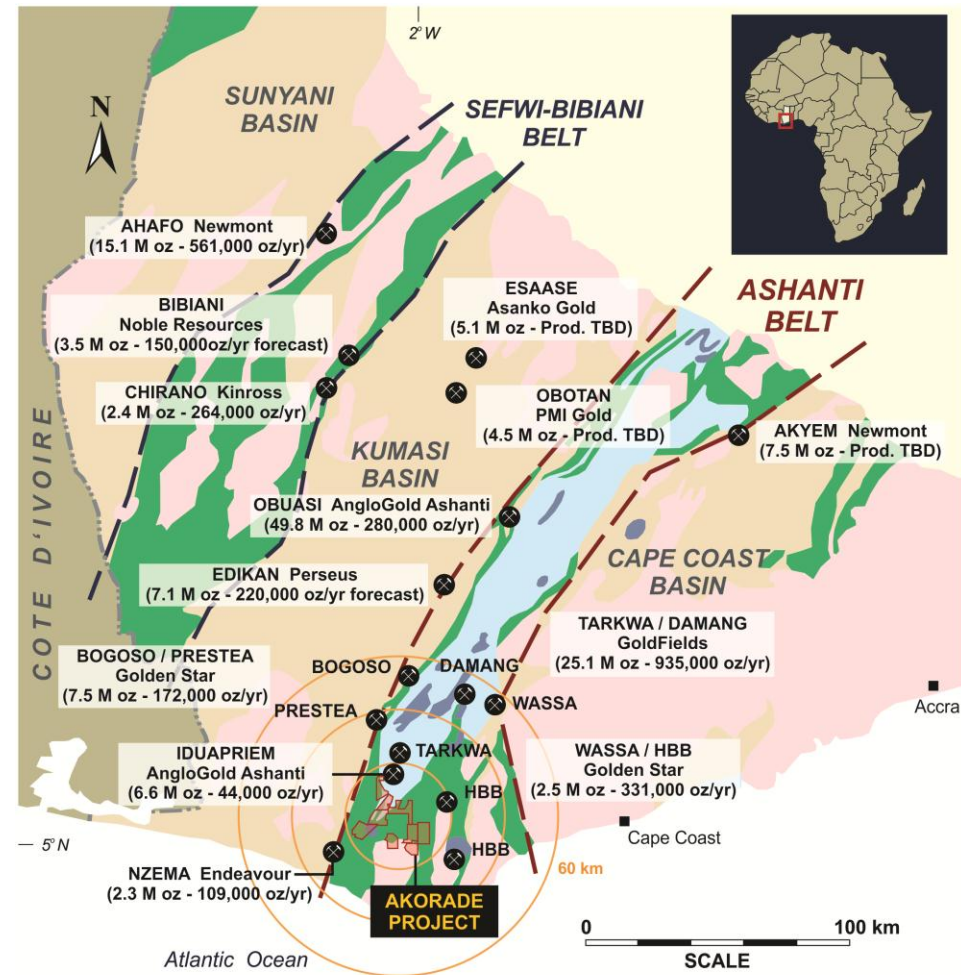 2° W
N
SUNYANI
BASIN
SEFWI-BIBIANI
BELT
AHAFO Newmont
(15.1 M oz - 561,000 oz/yr)
BIBIANI
Noble Resources
(3.5 M oz - 150,000oz/yr forecast)
CHIRANO Kinross
(2.4 M oz - 264,000 oz/yr)
ESAASE
Asanko Gold
(5.1 M oz - Prod. TBD)
ASHANTI
BELT
OBOTAN
PMI Gold
(4.5 M oz - Prod. TBD)
AKYEM Newmont
(7.5 M oz - Prod. TBD)
KUMASI
BASIN
OBUASI AngloGold Ashanti
(49.8 M oz - 280,000 oz/yr)
COTE D'IVOIRE
CAPE COAST
BASIN
EDIKAN Perseus
(7.1 M oz - 220,000 oz/yr forecast)
TARKWA / DAMANG
GoldFields
(25.1 M oz - 935,000 oz/yr)
BOGOSO / PRESTEA
Golden Star
(7.5 M oz - 172,000 oz/yr)
BOGOSO
DAMANG
WASSA
PRESTEA
Accra
IDUAPRIEM
AngloGold Ashanti
(6.6 M oz - 44,000 oz/yr)
TARKWA
WASSA / HBB
Golden Star
(2.5 M oz - 331,000 oz/yr)
HBB
Cape Coast
5° N
HBB
60 km
NZEMA Endeavour
(2.3 M oz - 109,000 oz/yr)
AKORADE
PROJECT
0 100 km
SCALE
Atlantic Ocean